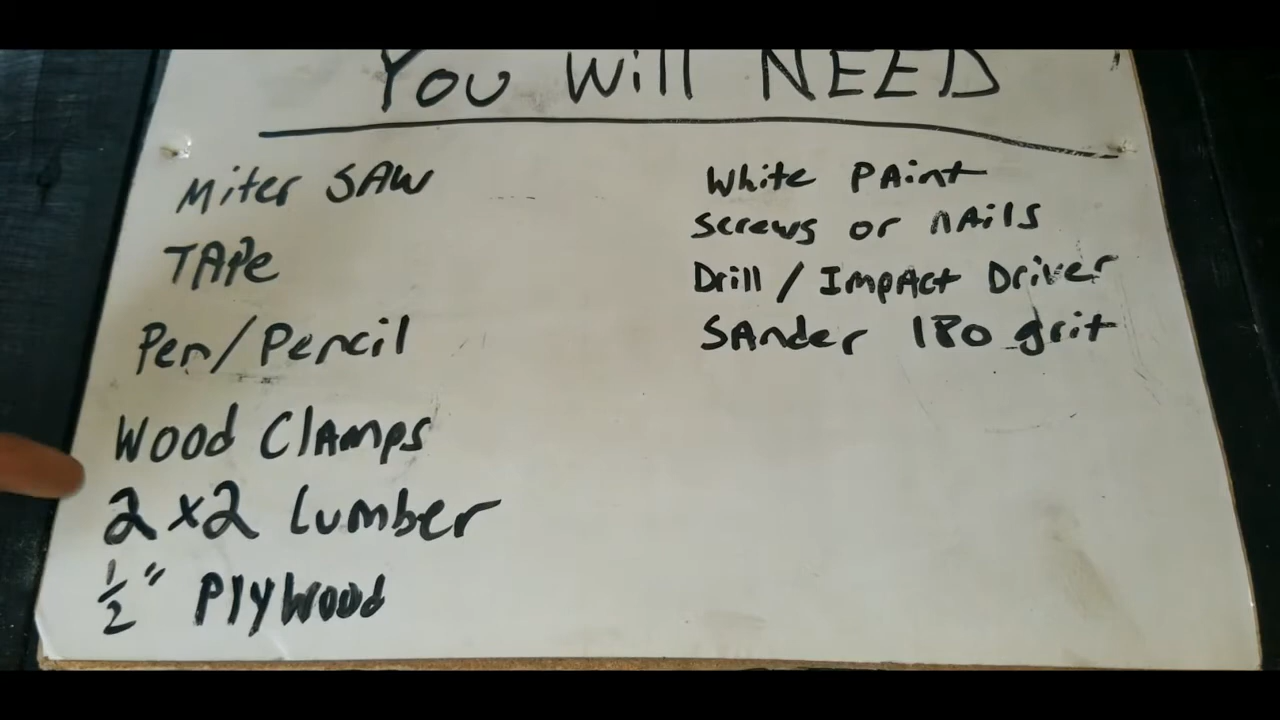 You Will NEED
Miter SAW
TAPe
Pen/Pencil
Wood ClAmps
2x2 Lumber
1/2" Plywood
White PAint
Screws or nAils
Drill / ImpAct Driver
SAnder 180 grit